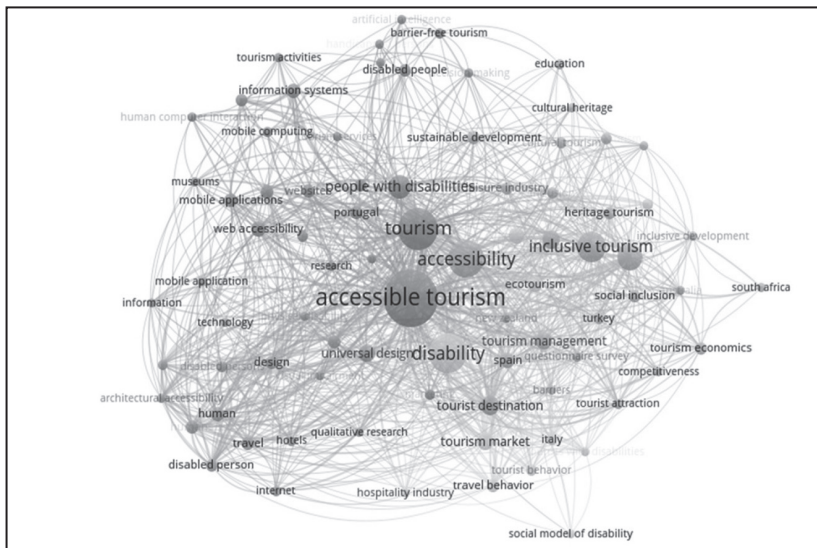 artificial intelligence
barrier-free tourism
tourism activities
disabled people
education
information systems
cultural heritage
human computer interaction
mobile computing
sustainable development
museums
websites
people with disabilities
leisure industry
mobile applications
portugal
heritage tourism
web accessibility
tourism
inclusive development
inclusive tourism
accessibility
research
mobile application
ecotourism
south africa
information
accessible tourism
social inclusion
technology
new zealand
turkey
universal design
disability
tourism management
tourism economics
design
spain
questionnaire survey
competitiveness
architectural accessibility
barriers
human
tourist destination
tourist attraction
travel
hotels
qualitative research
tourism market
italy
disabled person
tourist behavior
internet
hospitality industry
travel behavior
social model of disability